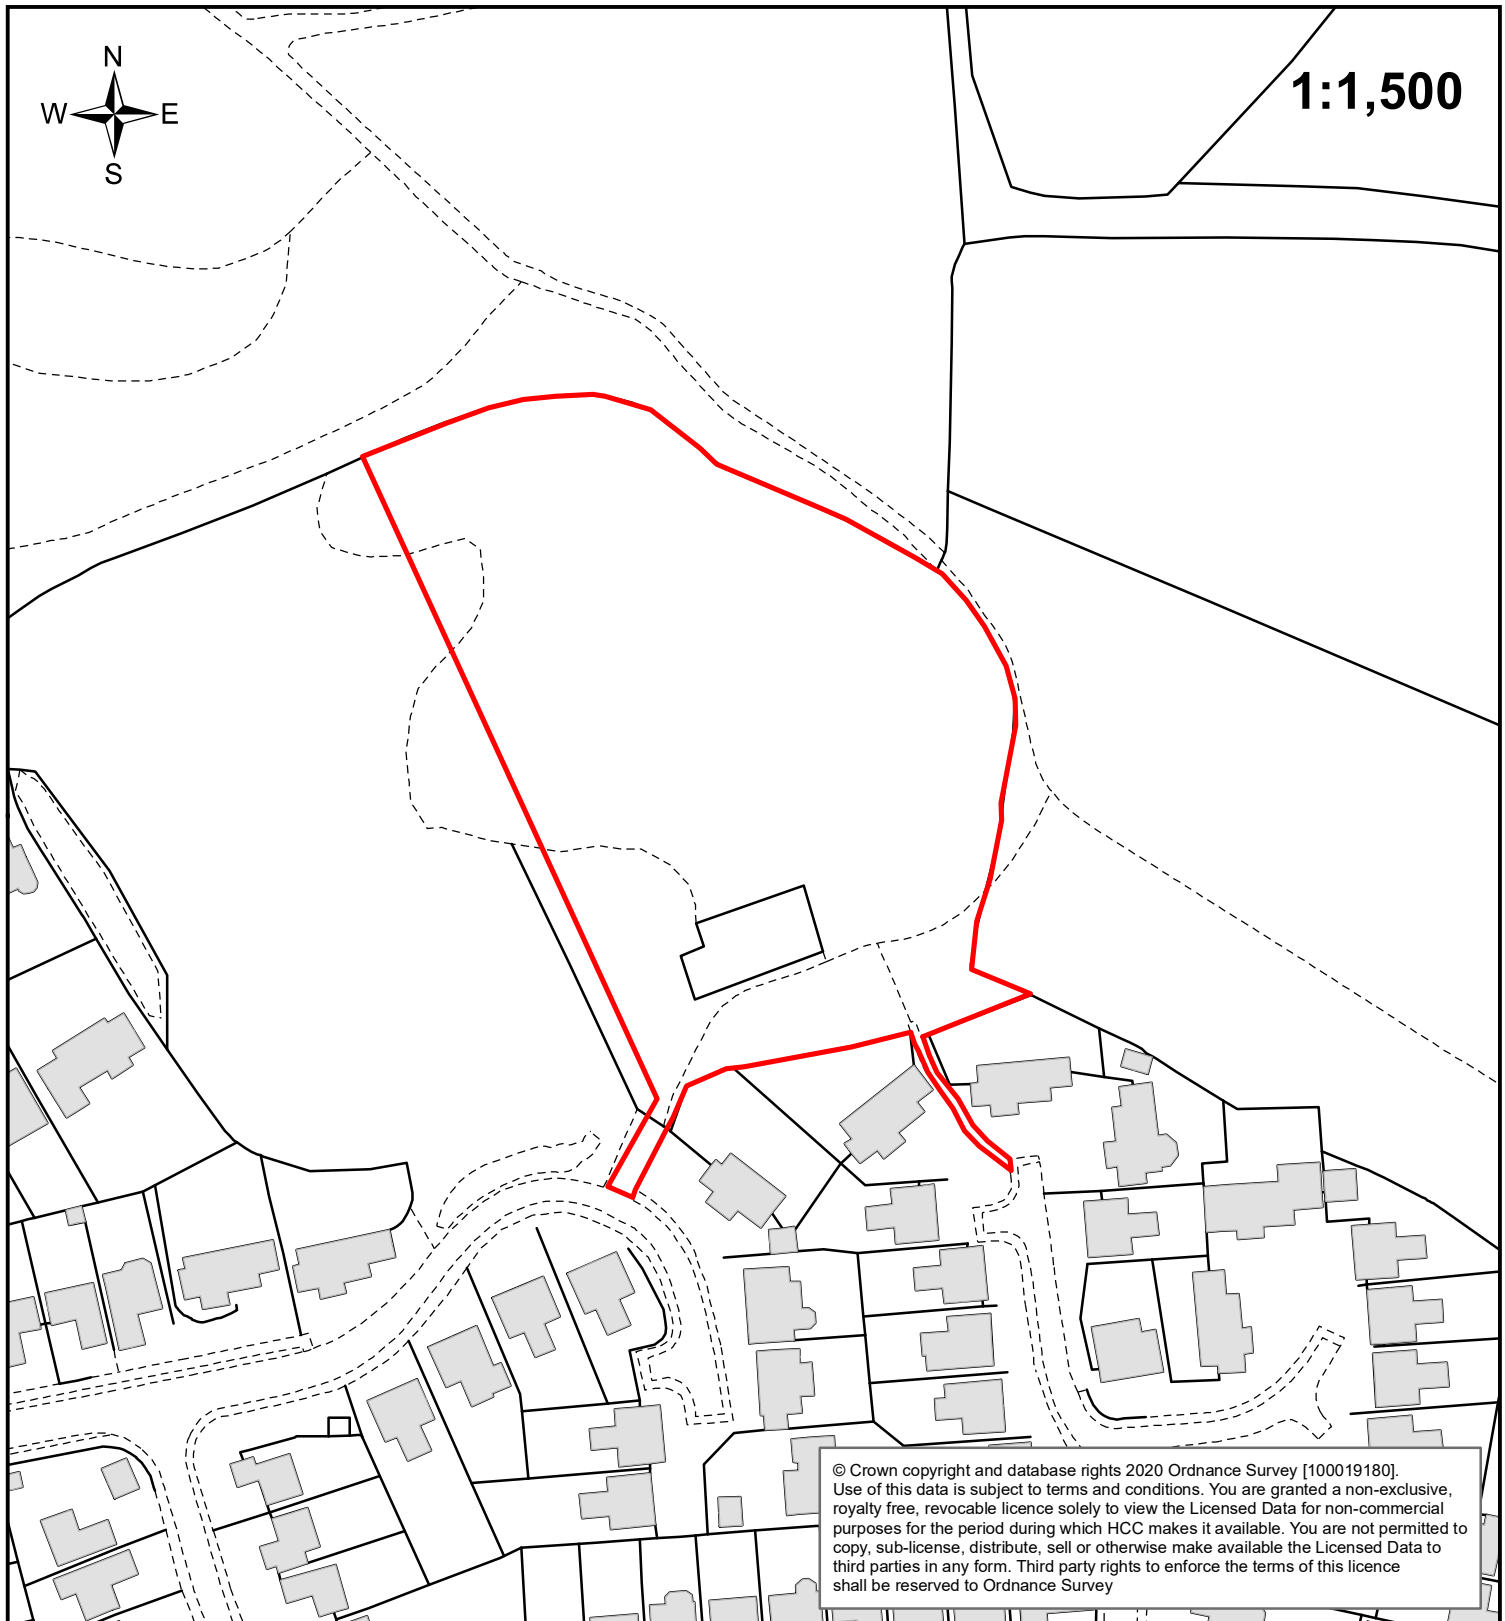 N
W E
S
1:1,500
© Crown copyright and database rights 2020 Ordnance Survey [100019180].
Use of this data is subject to terms and conditions. You are granted a non-exclusive,
royalty free, revocable licence solely to view the Licensed Data for non-commercial
purposes for the period during which HCC makes it available. You are not permitted to
copy, sub-license, distribute, sell or otherwise make available the Licensed Data to
third parties in any form. Third party rights to enforce the terms of this licence
shall be reserved to Ordnance Survey